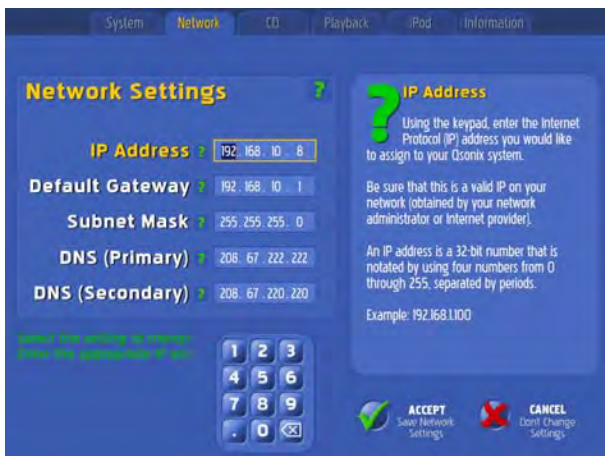 System Network CD Playback iPod Information
Network Settings ?
IP Address ? 192 . 168 . 10 . 8
Default Gateway ? 192 . 168 . 10 . 1
Subnet Mask ? 255 . 255 . 255 . 0
DNS (Primary) ? 208 . 67 . 222 . 222
DNS (Secondary) ? 208 . 67 . 220 . 220
1 2 3
4 5 6
7 8 9
. 0
? IP Address
Using the keypad, enter the Internet
Protocol (IP) address you would like
to assign to your Qsonix system.
Be sure that this is a valid IP on your
network (obtained by your network
administrator or Internet provider).
An IP address is a 32-bit number that is
notated by using four numbers from 0
through 255, separated by periods.
Example: 192.168.1.100
ACCEPT
Save Network
Settings
CANCEL
Dont Change
Settings